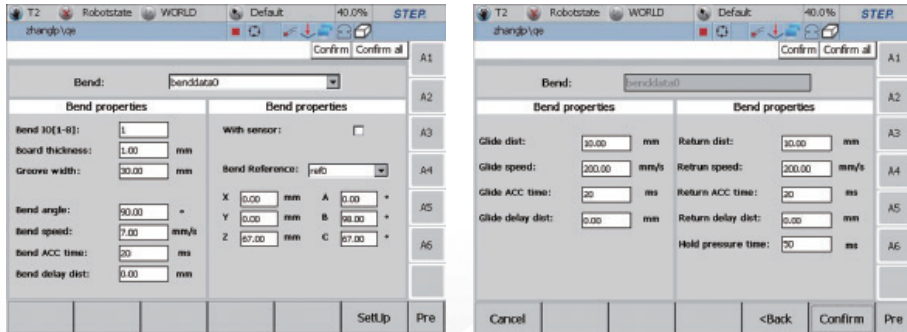 T2 Robotstate WORLD Default 40.0% STEP
zhanglp\qe
Confirm Confirm all
A1
Bend: benddata0
A2
Bend properties Bend properties
Bend IO[1-8]: 1 With sensor: A3
Board thickness: 1.00 mm
Groove width: 30.00 mm Bend Reference: ref0 A4
X 0.00 mm A 0.00 °
Bend angle: 90.00 ° Y 0.00 mm B 98.00 ° A5
Bend speed: 7.00 mm/s Z 67.00 mm C 67.00 °
Bend ACC time: 20 ms A6
Bend delay dist: 0.00 mm
SetUp Pre
T2 Robotstate WORLD Default 40.0% STEP
zhanglp\qe
Confirm Confirm all
A1
Bend: benddata0
A2
Bend properties Bend properties
Glide dist: 10.00 mm Return dist: 10.00 mm A3
Glide speed: 200.00 mm/s Retrun speed: 200.00 mm/s A4
Glide ACC time: 20 ms Return ACC time: 20 ms A5
Glide delay dist: 0.00 mm Return delay dist: 0.00 mm
Hold pressure time: 50 ms A6
Cancel <Back Confirm Pre